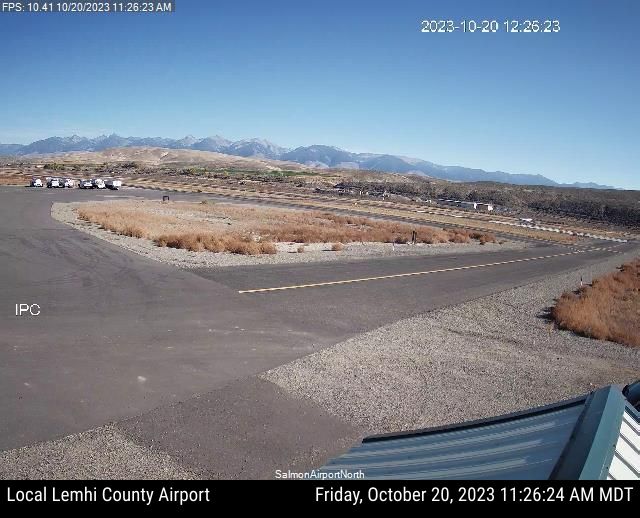 FPS: 10.41 10/20/2023 11:26:23 AM
2023-10-20 12:26:23
IPC
SalmonAirportNorth
Local Lemhi County Airport
Friday, October 20, 2023 11:26:24 AM MDT